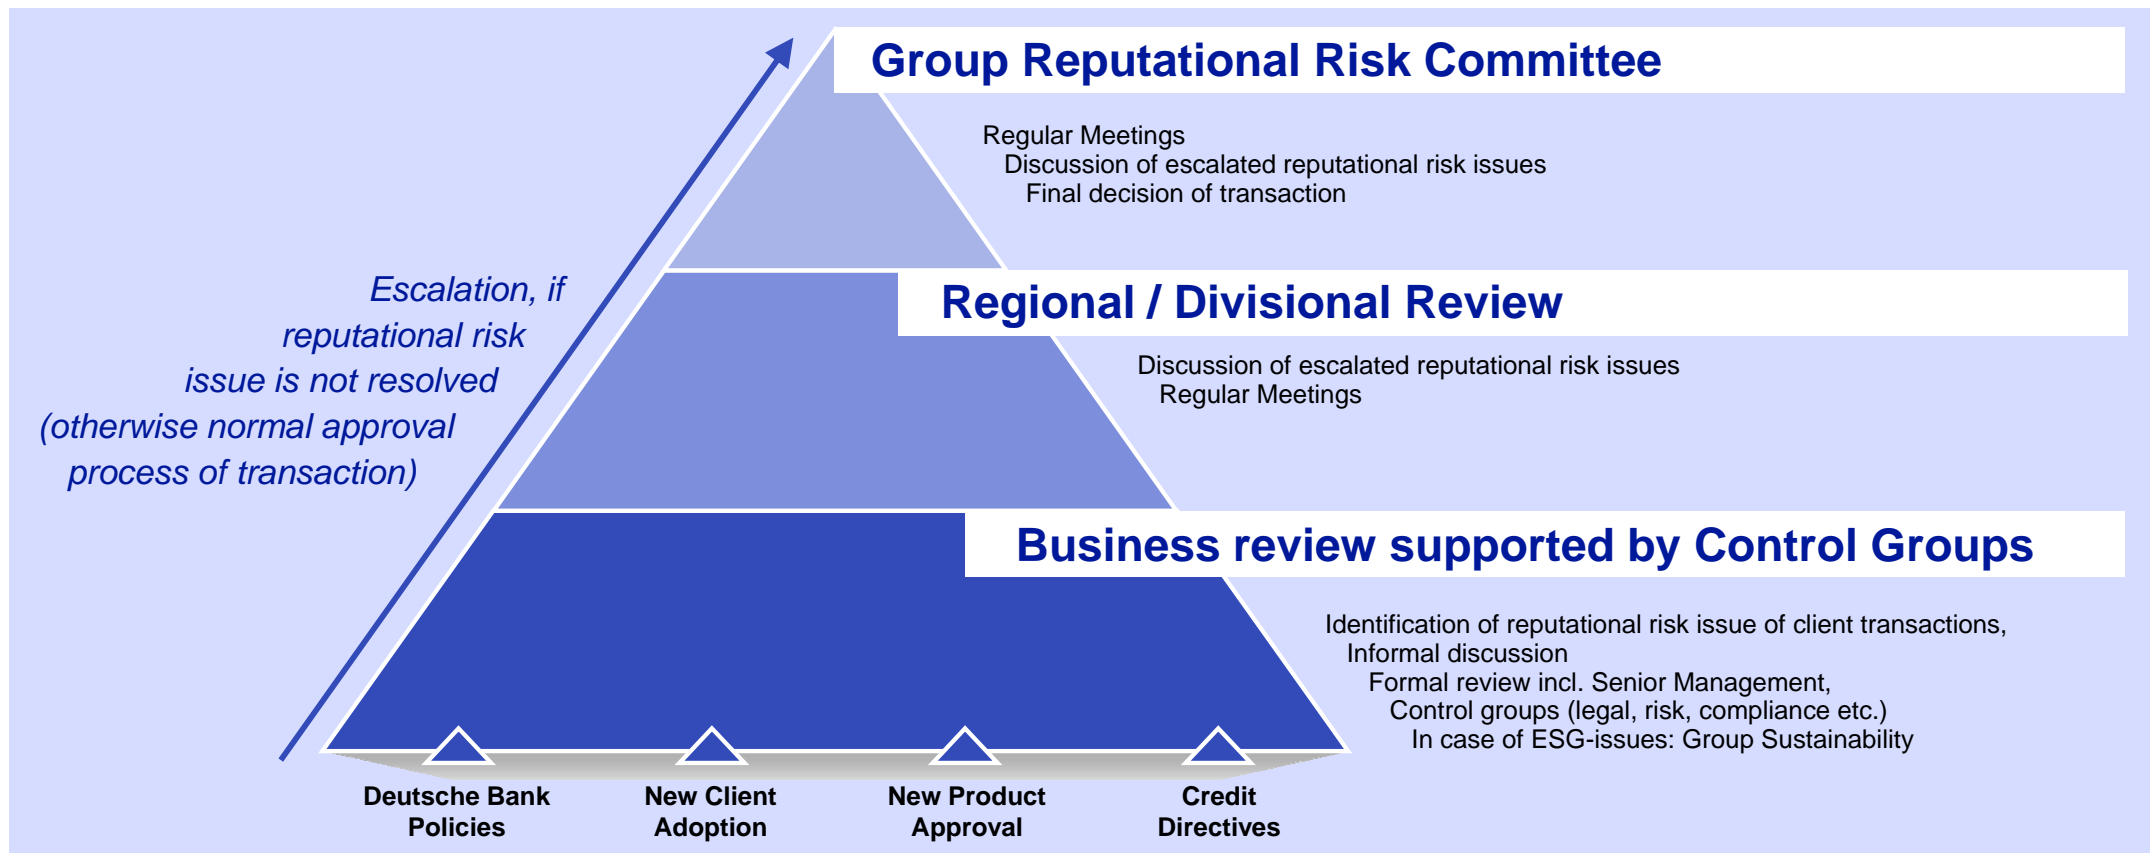 Group Reputational Risk Committee
Regular Meetings
Discussion of escalated reputational risk issues
Final decision of transaction
Escalation, if
reputational risk
issue is not resolved
(otherwise normal approval
process of transaction)
Regional / Divisional Review
Discussion of escalated reputational risk issues
Regular Meetings
Business review supported by Control Groups
Identification of reputational risk issue of client transactions,
Informal discussion
Formal review incl. Senior Management,
Control groups (legal, risk, compliance etc.)
In case of ESG-issues: Group Sustainability
Deutsche Bank
Policies
New Client
Adoption
New Product
Approval
Credit
Directives